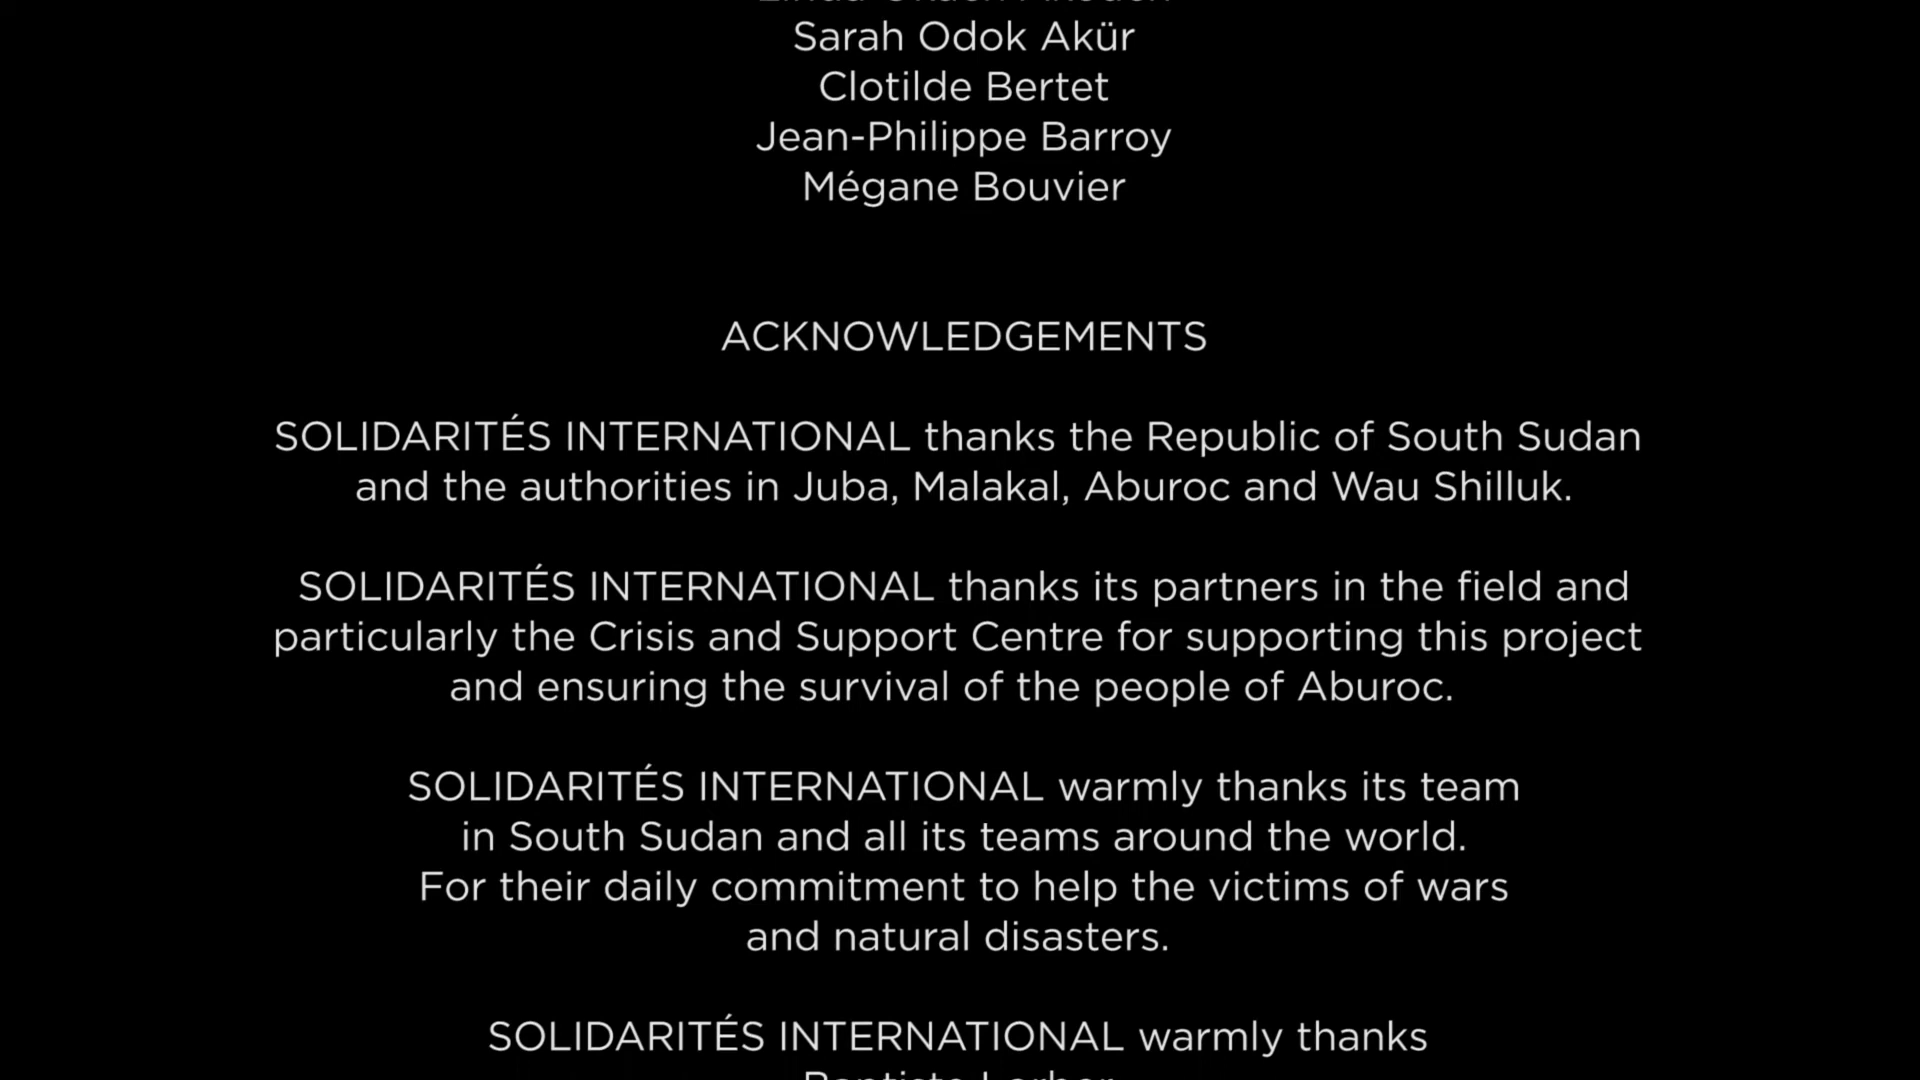 Sarah Odok Akür
Clotilde Bertet
Jean-Philippe Barroy
Mégane Bouvier
ACKNOWLEDGEMENTS
SOLIDARITÉS INTERNATIONAL thanks the Republic of South Sudan
and the authorities in Juba, Malakal, Aburoc and Wau Shilluk.
SOLIDARITÉS INTERNATIONAL thanks its partners in the field and
particularly the Crisis and Support Centre for supporting this project
and ensuring the survival of the people of Aburoc.
SOLIDARITÉS INTERNATIONAL warmly thanks its team
in South Sudan and all its teams around the world.
For their daily commitment to help the victims of wars
and natural disasters.
SOLIDARITÉS INTERNATIONAL warmly thanks